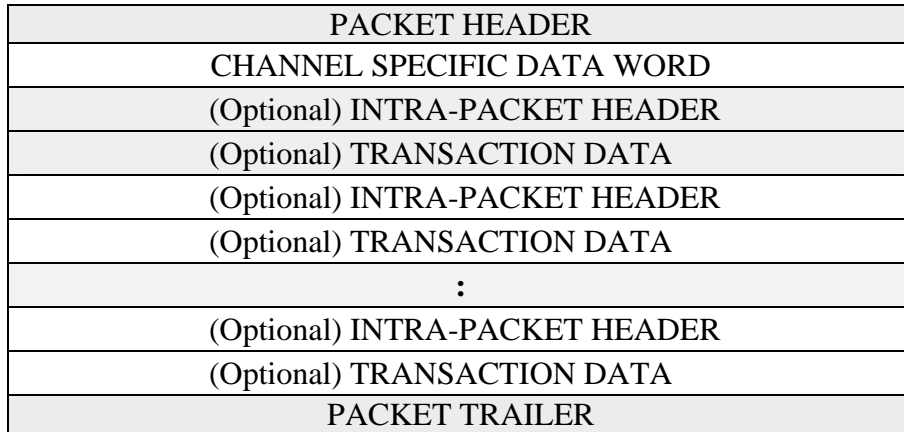 PACKET HEADER
CHANNEL SPECIFIC DATA WORD
(Optional) INTRA-PACKET HEADER
(Optional) TRANSACTION DATA
(Optional) INTRA-PACKET HEADER
(Optional) TRANSACTION DATA
:
(Optional) INTRA-PACKET HEADER
(Optional) TRANSACTION DATA
PACKET TRAILER